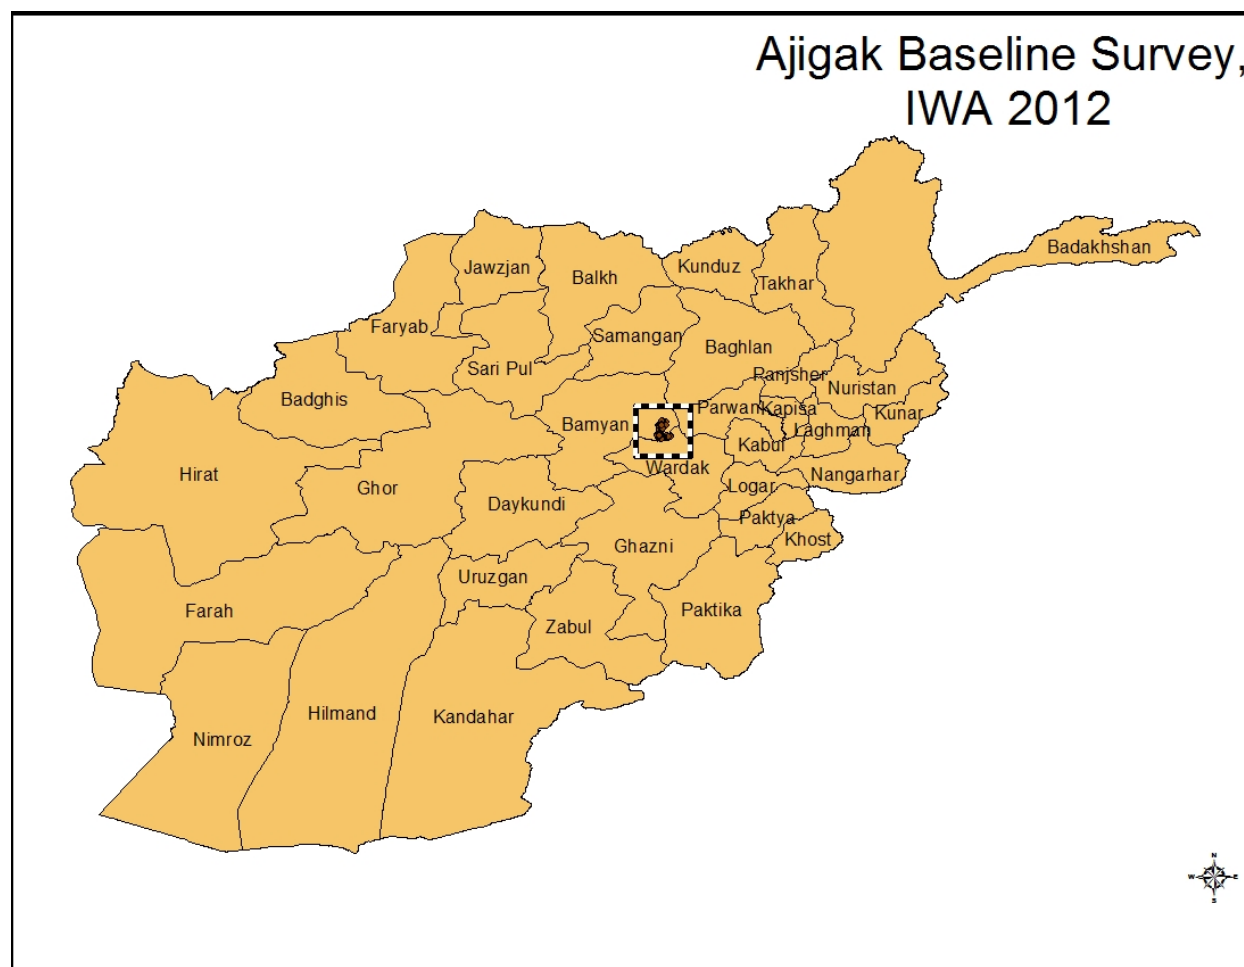 Ajigak Baseline Survey,
IWA 2012
Badakhshan
Jawzjan
Balkh
Kunduz
Takhar
Faryab
Samangan
Baghlan
Sari Pul
Panjsher
Nuristan
Badghis
Parwan
Kapisa
Kunar
Bamyan
Laghman
Kabul
Hirat
Ghor
Wardak
Nangarhar
Daykundi
Logar
Paktya
Khost
Ghazni
Uruzgan
Farah
Zabul
Paktika
Hilmand
Kandahar
Nimroz
N
W E
S